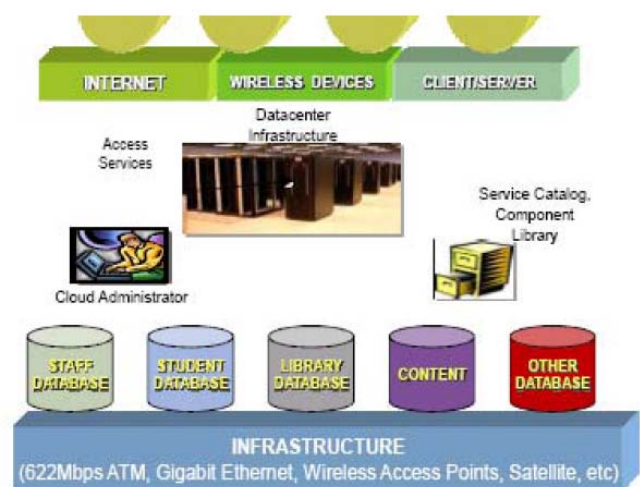 INTERNET
WIRELESS DEVICES
CLIENT/SERVER
Datacenter
Infrastructure
Access
Services
Service Catalog,
Component
Library
Cloud Administrator
STAFF
DATABASE
STUDENT
DATABASE
LIBRARY
DATABASE
CONTENT
OTHER
DATABASE
INFRASTRUCTURE
(622Mbps ATM, Gigabit Ethernet, Wireless Access Points, Satellite, etc)